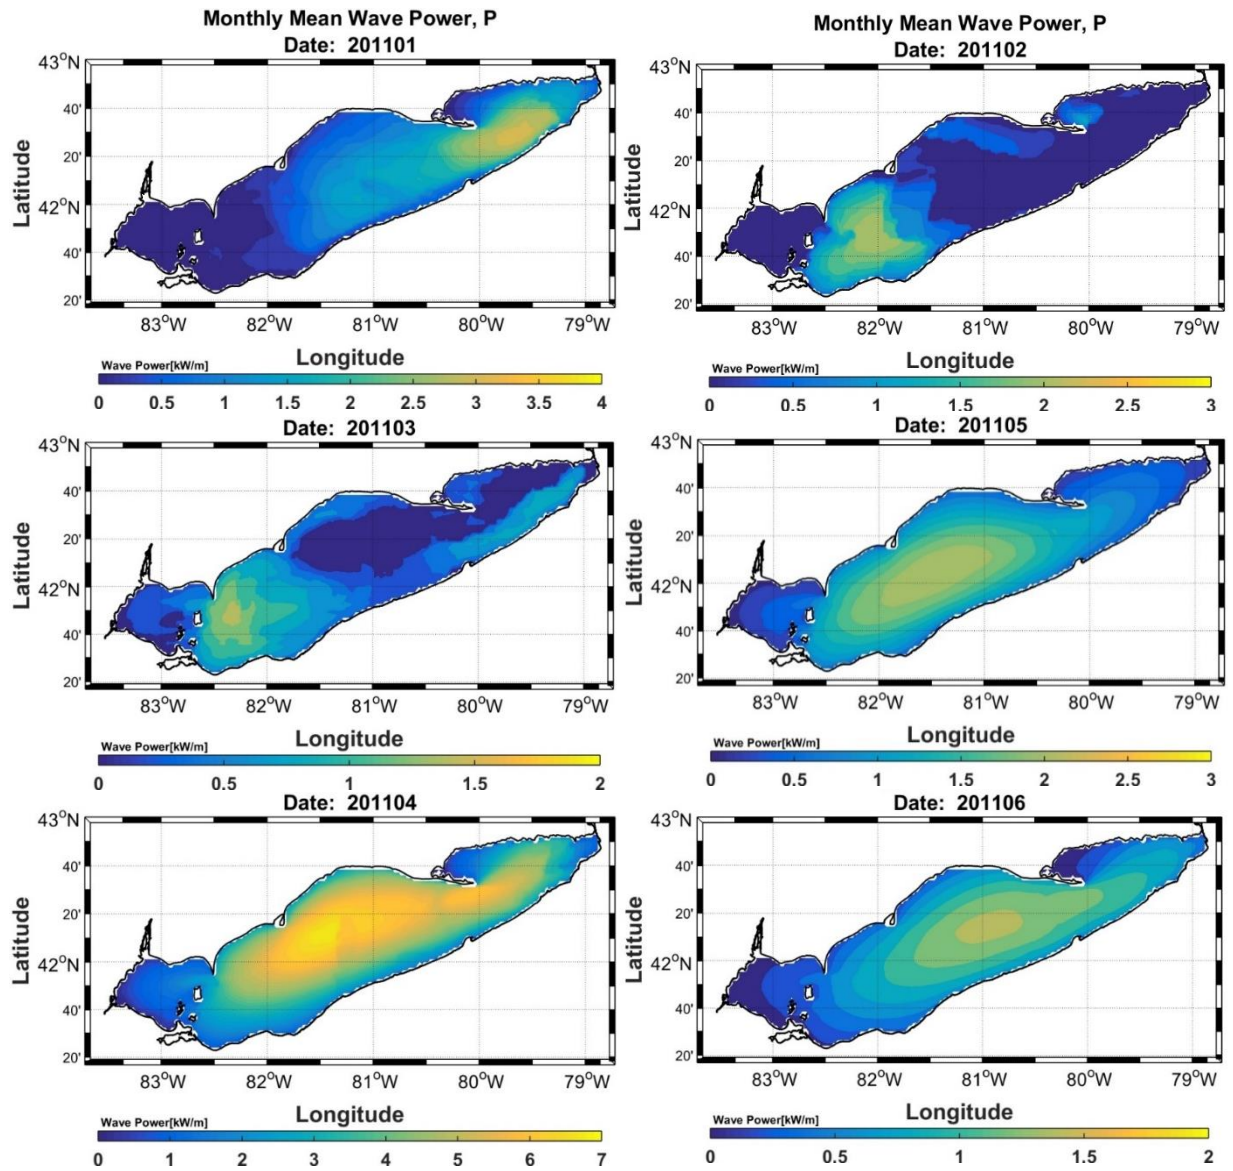 Monthly Mean Wave Power, P
Date: 201101
43°N
40'
20'
42°N
40'
20'
Latitude
83°W 82°W 81°W 80°W 79°W
Longitude
Wave Power[kW/m]
0 0.5 1 1.5 2 2.5 3 3.5 4
Monthly Mean Wave Power, P
Date: 201102
43°N
40'
20'
42°N
40'
20'
Latitude
83°W 82°W 81°W 80°W 79°W
Longitude
Wave Power[kW/m]
0 0.5 1 1.5 2 2.5 3
Date: 201103
43°N
40'
20'
42°N
40'
20'
Latitude
83°W 82°W 81°W 80°W 79°W
Longitude
Wave Power[kW/m]
0 0.5 1 1.5 2
Date: 201105
43°N
40'
20'
42°N
40'
20'
Latitude
83°W 82°W 81°W 80°W 79°W
Longitude
Wave Power[kW/m]
0 0.5 1 1.5 2 2.5 3
Date: 201104
43°N
40'
20'
42°N
40'
20'
Latitude
83°W 82°W 81°W 80°W 79°W
Longitude
Wave Power[kW/m]
0 1 2 3 4 5 6 7
Date: 201106
43°N
40'
20'
42°N
40'
20'
Latitude
83°W 82°W 81°W 80°W 79°W
Longitude
Wave Power[kW/m]
0 0.5 1 1.5 2